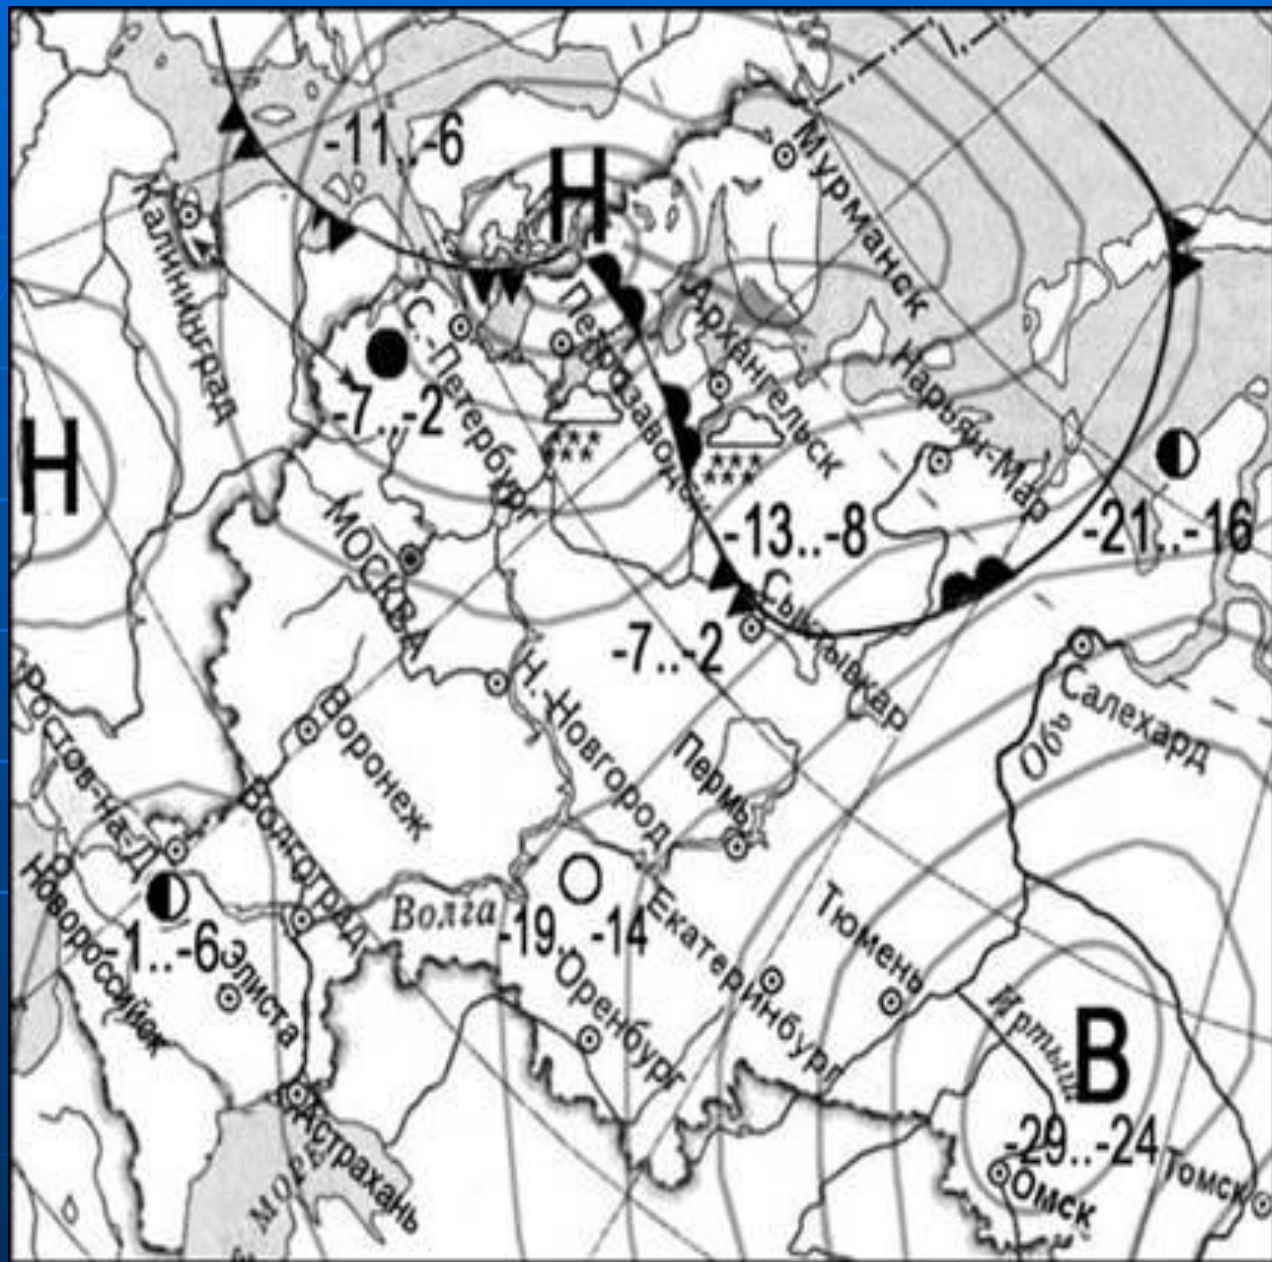 -11..-6
Н
Мурманск
Калининград
С.-Петербург
Петрозаводск
Архангельск
Нарьян-Мар
-7..-2
Н
-13..-8
-21..-16
МОСКВА
Сыктывкар
-7..-2
Н.-Новгород
Салехард
Обь
Воронеж
Пермь
Ростов-на-Д
Волгоград
Новороссийск
-1..-6
Элиста
Волга
-19..-14
Екатеринбург
Тюмень
Оренбург
Иртыш
В
-29..-24
Астрахань
Омск
Томск